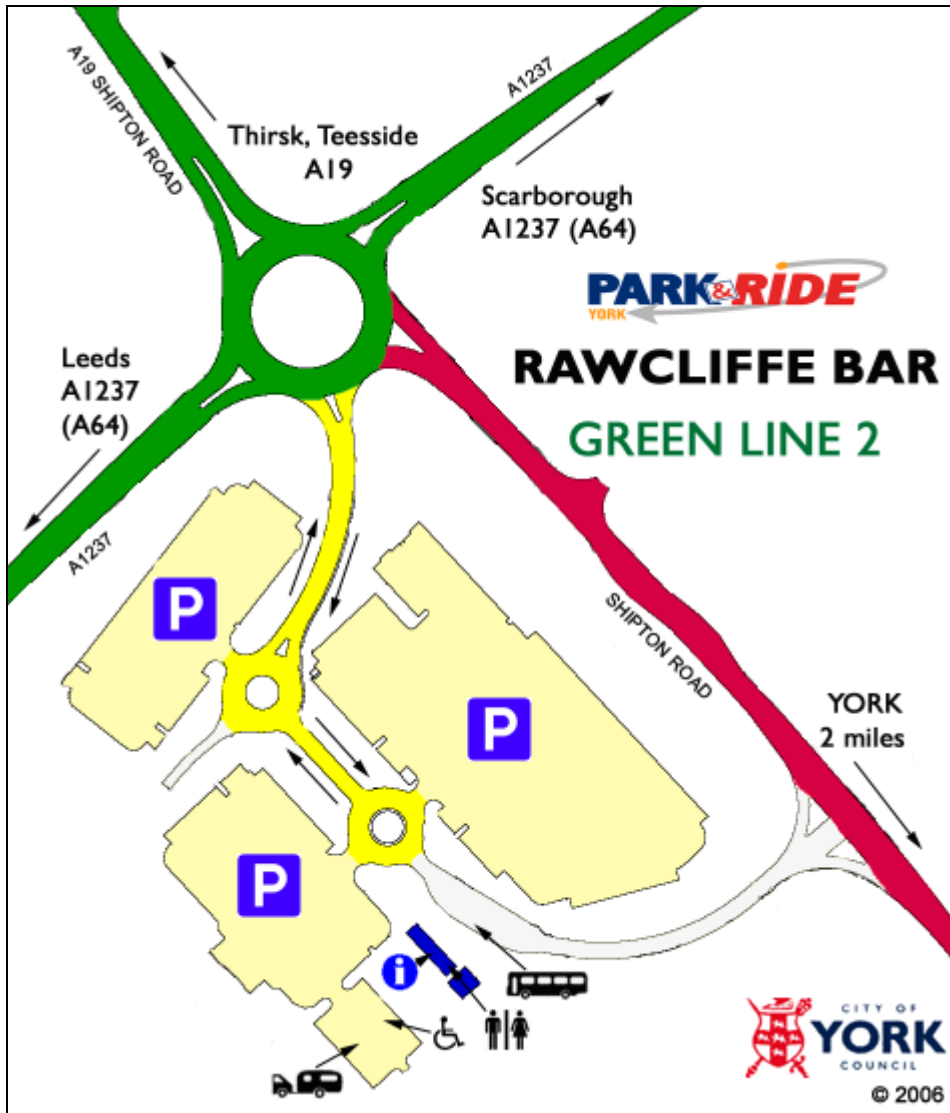 A1237
A19 SHIPTON ROAD
Thirsk, Teesside
A19
Scarborough
A1237 (A64)
PARK & RIDE
YORK
RAWCLIFFE BAR
GREEN LINE 2
Leeds
A1237
(A64)
A1237
P
SHIPTON ROAD
P
YORK
2 miles
P
i
CITY OF
YORK
COUNCIL
© 2006